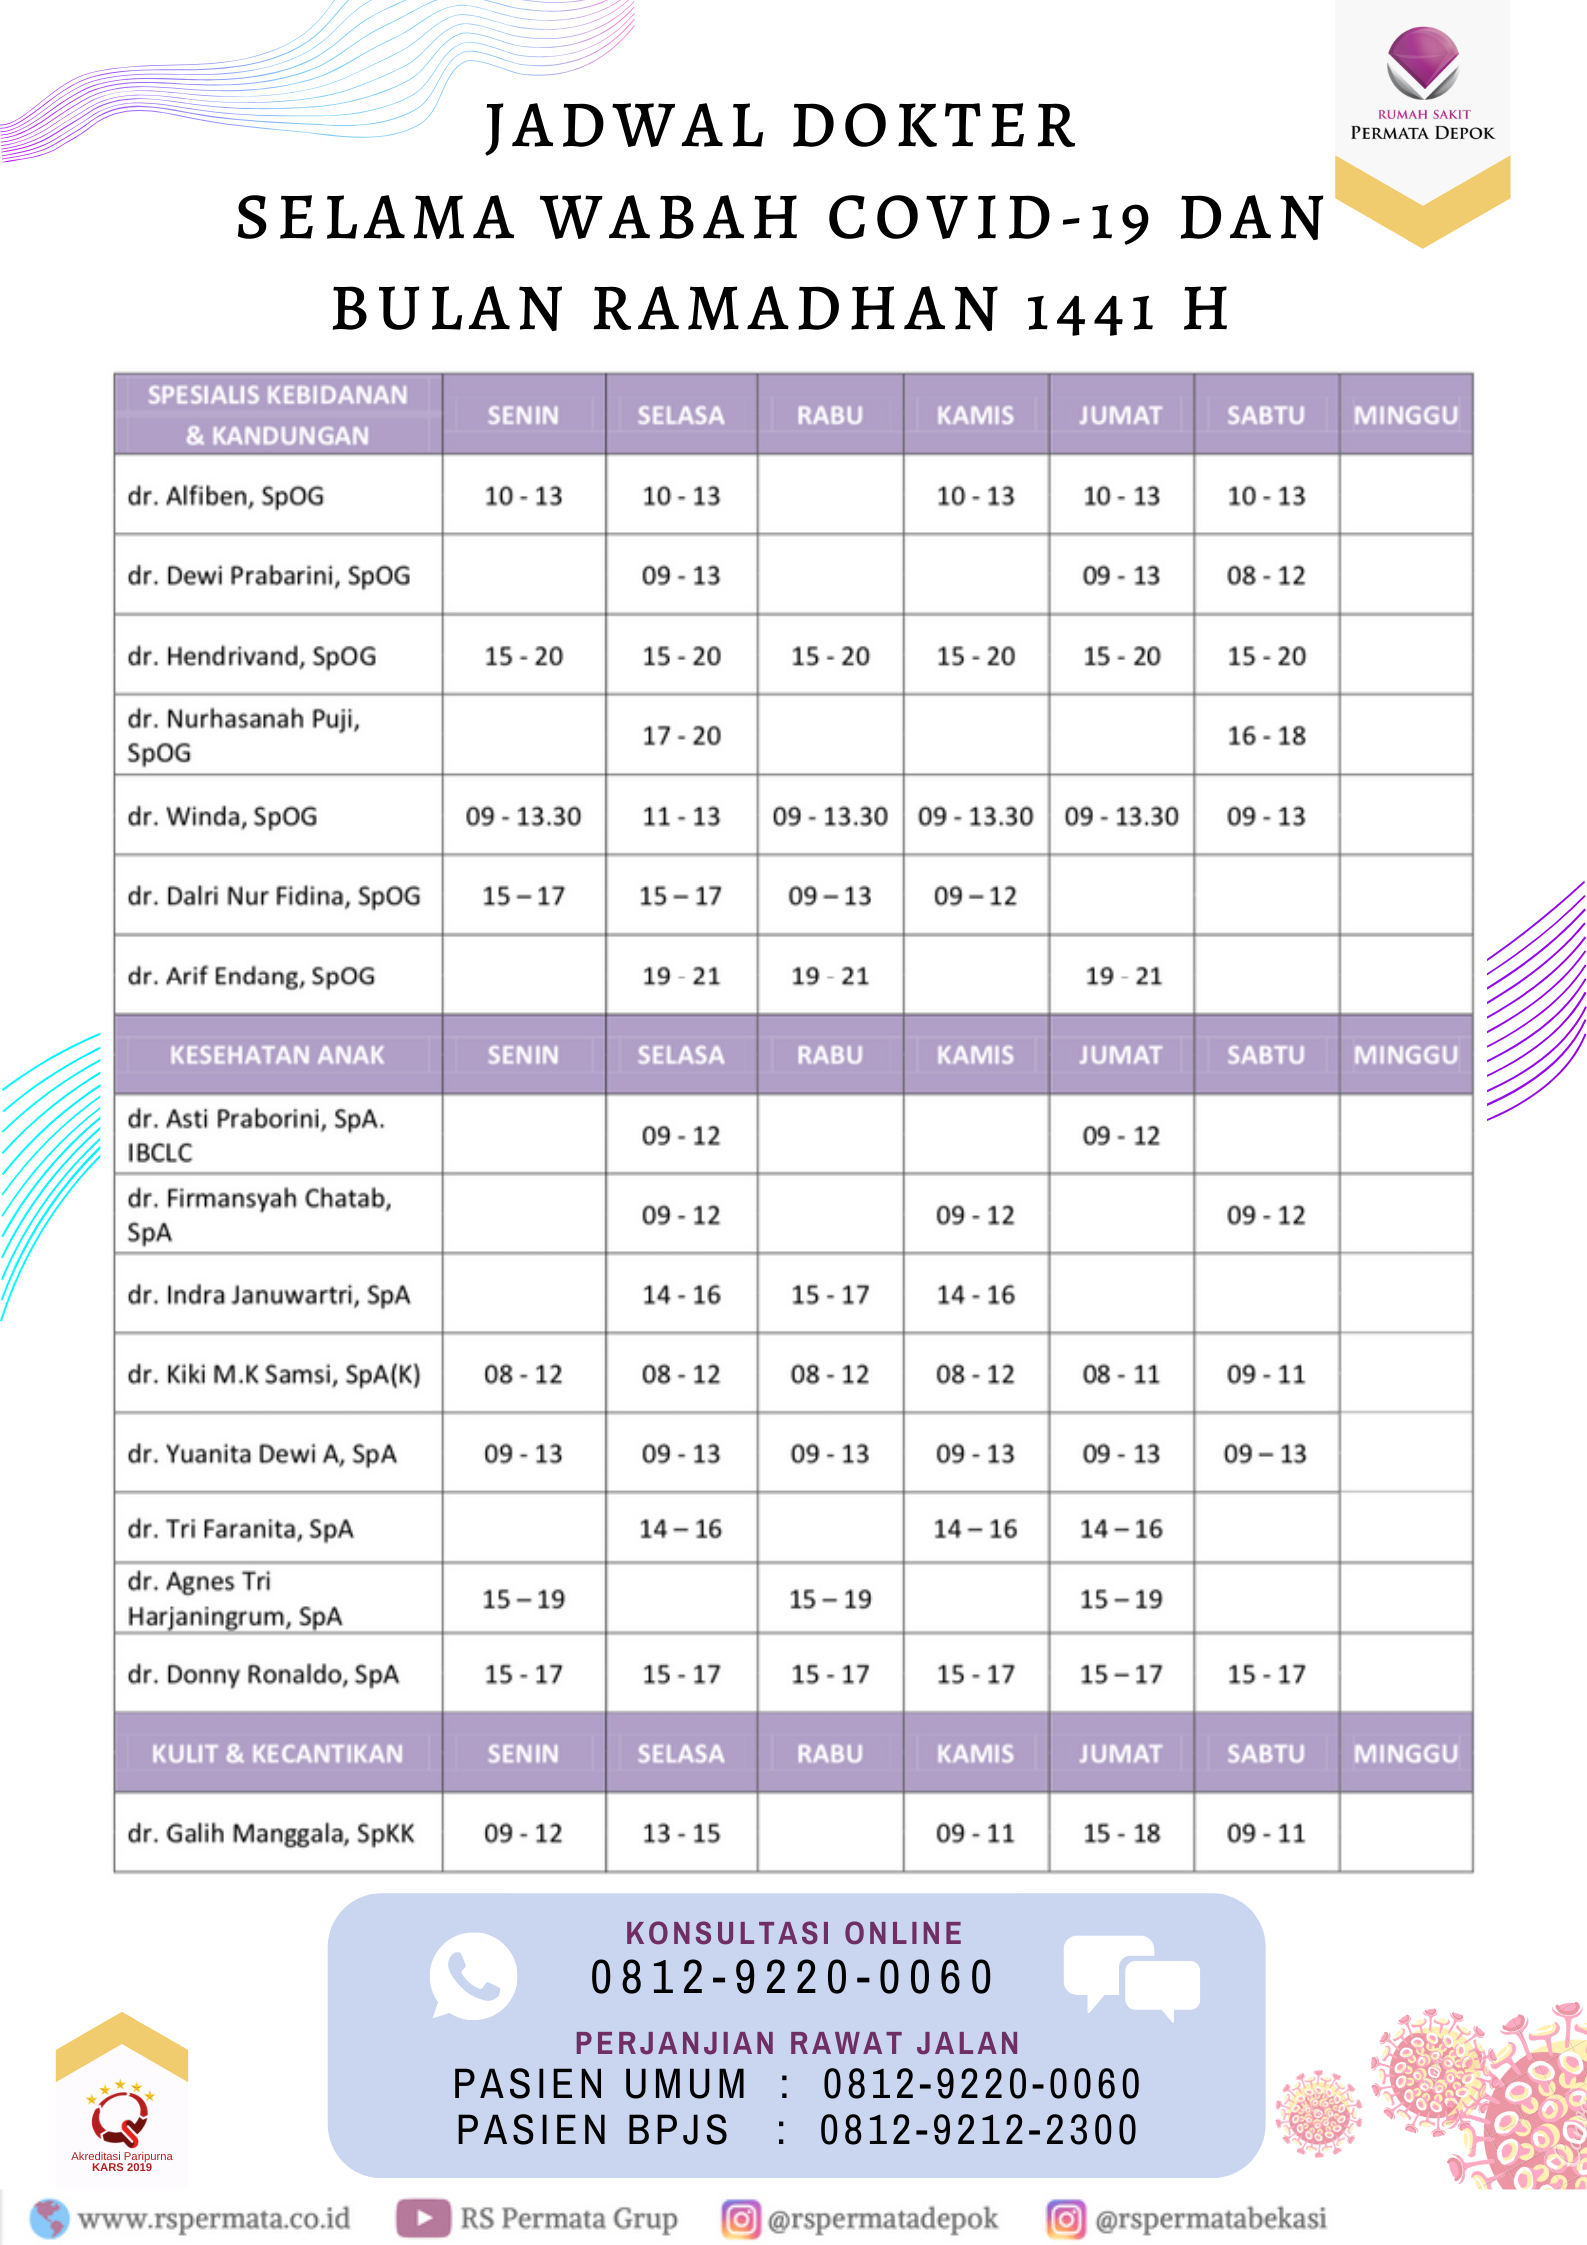 RUMAH SAKIT
PERMATA DEPOK
JADWAL DOKTER
SELAMA WABAH COVID-19 DAN
BULAN RAMADHAN 1441 H
SPESIALIS KEBIDANAN & KANDUNGAN SENIN SELASA RABU KAMIS JUMAT SABTU MINGGU
dr. Alfiben, SpOG 10 - 13 10 - 13 10 - 13 10 - 13 10 - 13
dr. Dewi Prabarini, SpOG 09 - 13 09 - 13 08 - 12
dr. Hendrivand, SpOG 15 - 20 15 - 20 15 - 20 15 - 20 15 - 20 15 - 20
dr. Nurhasanah Puji, SpOG 17 - 20 16 - 18
dr. Winda, SpOG 09 - 13.30 11 - 13 09 - 13.30 09 - 13.30 09 - 13.30 09 - 13
dr. Dalri Nur Fidina, SpOG 15 – 17 15 – 17 09 – 13 09 – 12
dr. Arif Endang, SpOG 19 - 21 19 - 21 19 - 21
KESEHATAN ANAK SENIN SELASA RABU KAMIS JUMAT SABTU MINGGU
dr. Asti Praborini, SpA. IBCLC 09 - 12 09 - 12
dr. Firmansyah Chatab, SpA 09 - 12 09 - 12 09 - 12
dr. Indra Januwartri, SpA 14 - 16 15 - 17 14 - 16
dr. Kiki M.K Samsi, SpA(K) 08 - 12 08 - 12 08 - 12 08 - 12 08 - 11 09 - 11
dr. Yuanita Dewi A, SpA 09 - 13 09 - 13 09 - 13 09 - 13 09 - 13 09 – 13
dr. Tri Faranita, SpA 14 – 16 14 – 16 14 – 16
dr. Agnes Tri Harjaningrum, SpA 15 – 19 15 – 19 15 – 19
dr. Donny Ronaldo, SpA 15 - 17 15 - 17 15 - 17 15 - 17 15 – 17 15 - 17
KULIT & KECANTIKAN SENIN SELASA RABU KAMIS JUMAT SABTU MINGGU
dr. Galih Manggala, SpKK 09 - 12 13 - 15 09 - 11 15 - 18 09 - 11
KONSULTASI ONLINE
0812-9220-0060
PERJANJIAN RAWAT JALAN
PASIEN UMUM : 0812-9220-0060
PASIEN BPJS : 0812-9212-2300
Akreditasi Paripurna
KARS 2019
www.rspermata.co.id RS Permata Grup @rspermatadepok @rspermatabekasi